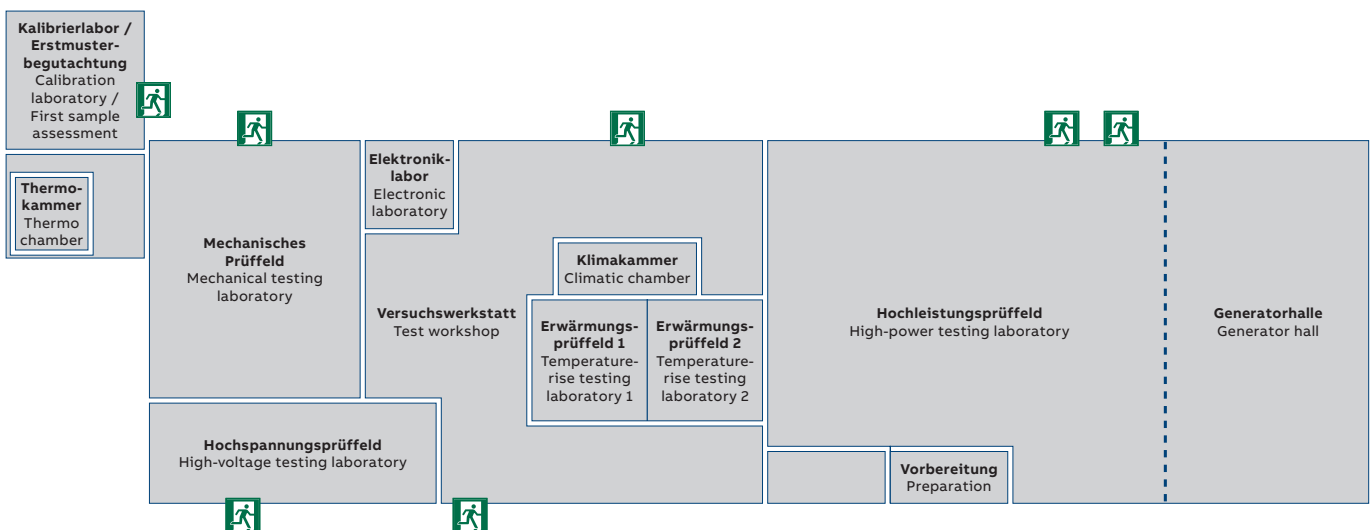 Kalibrierlabor /
Erstmuster-
begutachtung
Calibration
laboratory /
First sample
assessment
Thermo-
kammer
Thermo
chamber
Mechanisches
Prüffeld
Mechanical testing
laboratory
Elektronik-
labor
Electronic
laboratory
Versuchswerkstatt
Test workshop
Klimakammer
Climatic chamber
Erwärmungs-
prüffeld 1
Temperature-
rise testing
laboratory 1
Erwärmungs-
prüffeld 2
Temperature-
rise testing
laboratory 2
Hochspannungsprüffeld
High-voltage testing laboratory
Hochleistungsprüffeld
High-power testing laboratory
Vorbereitung
Preparation
Generatorhalle
Generator hall